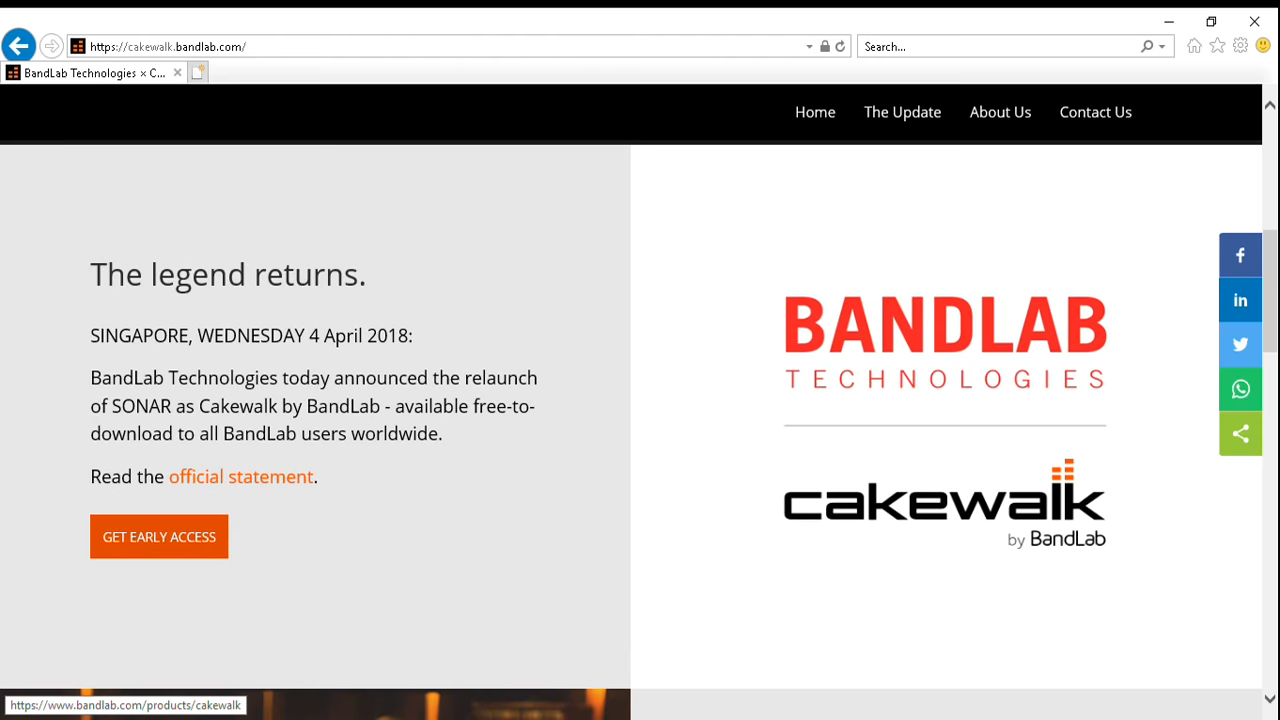 https://cakewalk.bandlab.com/
Search...
BandLab Technologies × C...
Home The Update About Us Contact Us
The legend returns.
SINGAPORE, WEDNESDAY 4 April 2018:
BandLab Technologies today announced the relaunch
of SONAR as Cakewalk by BandLab - available free-to-
download to all BandLab users worldwide.
Read the official statement.
GET EARLY ACCESS
BANDLAB
TECHNOLOGIES
cakewalk
by BandLab
f
in
https://www.bandlab.com/products/cakewalk